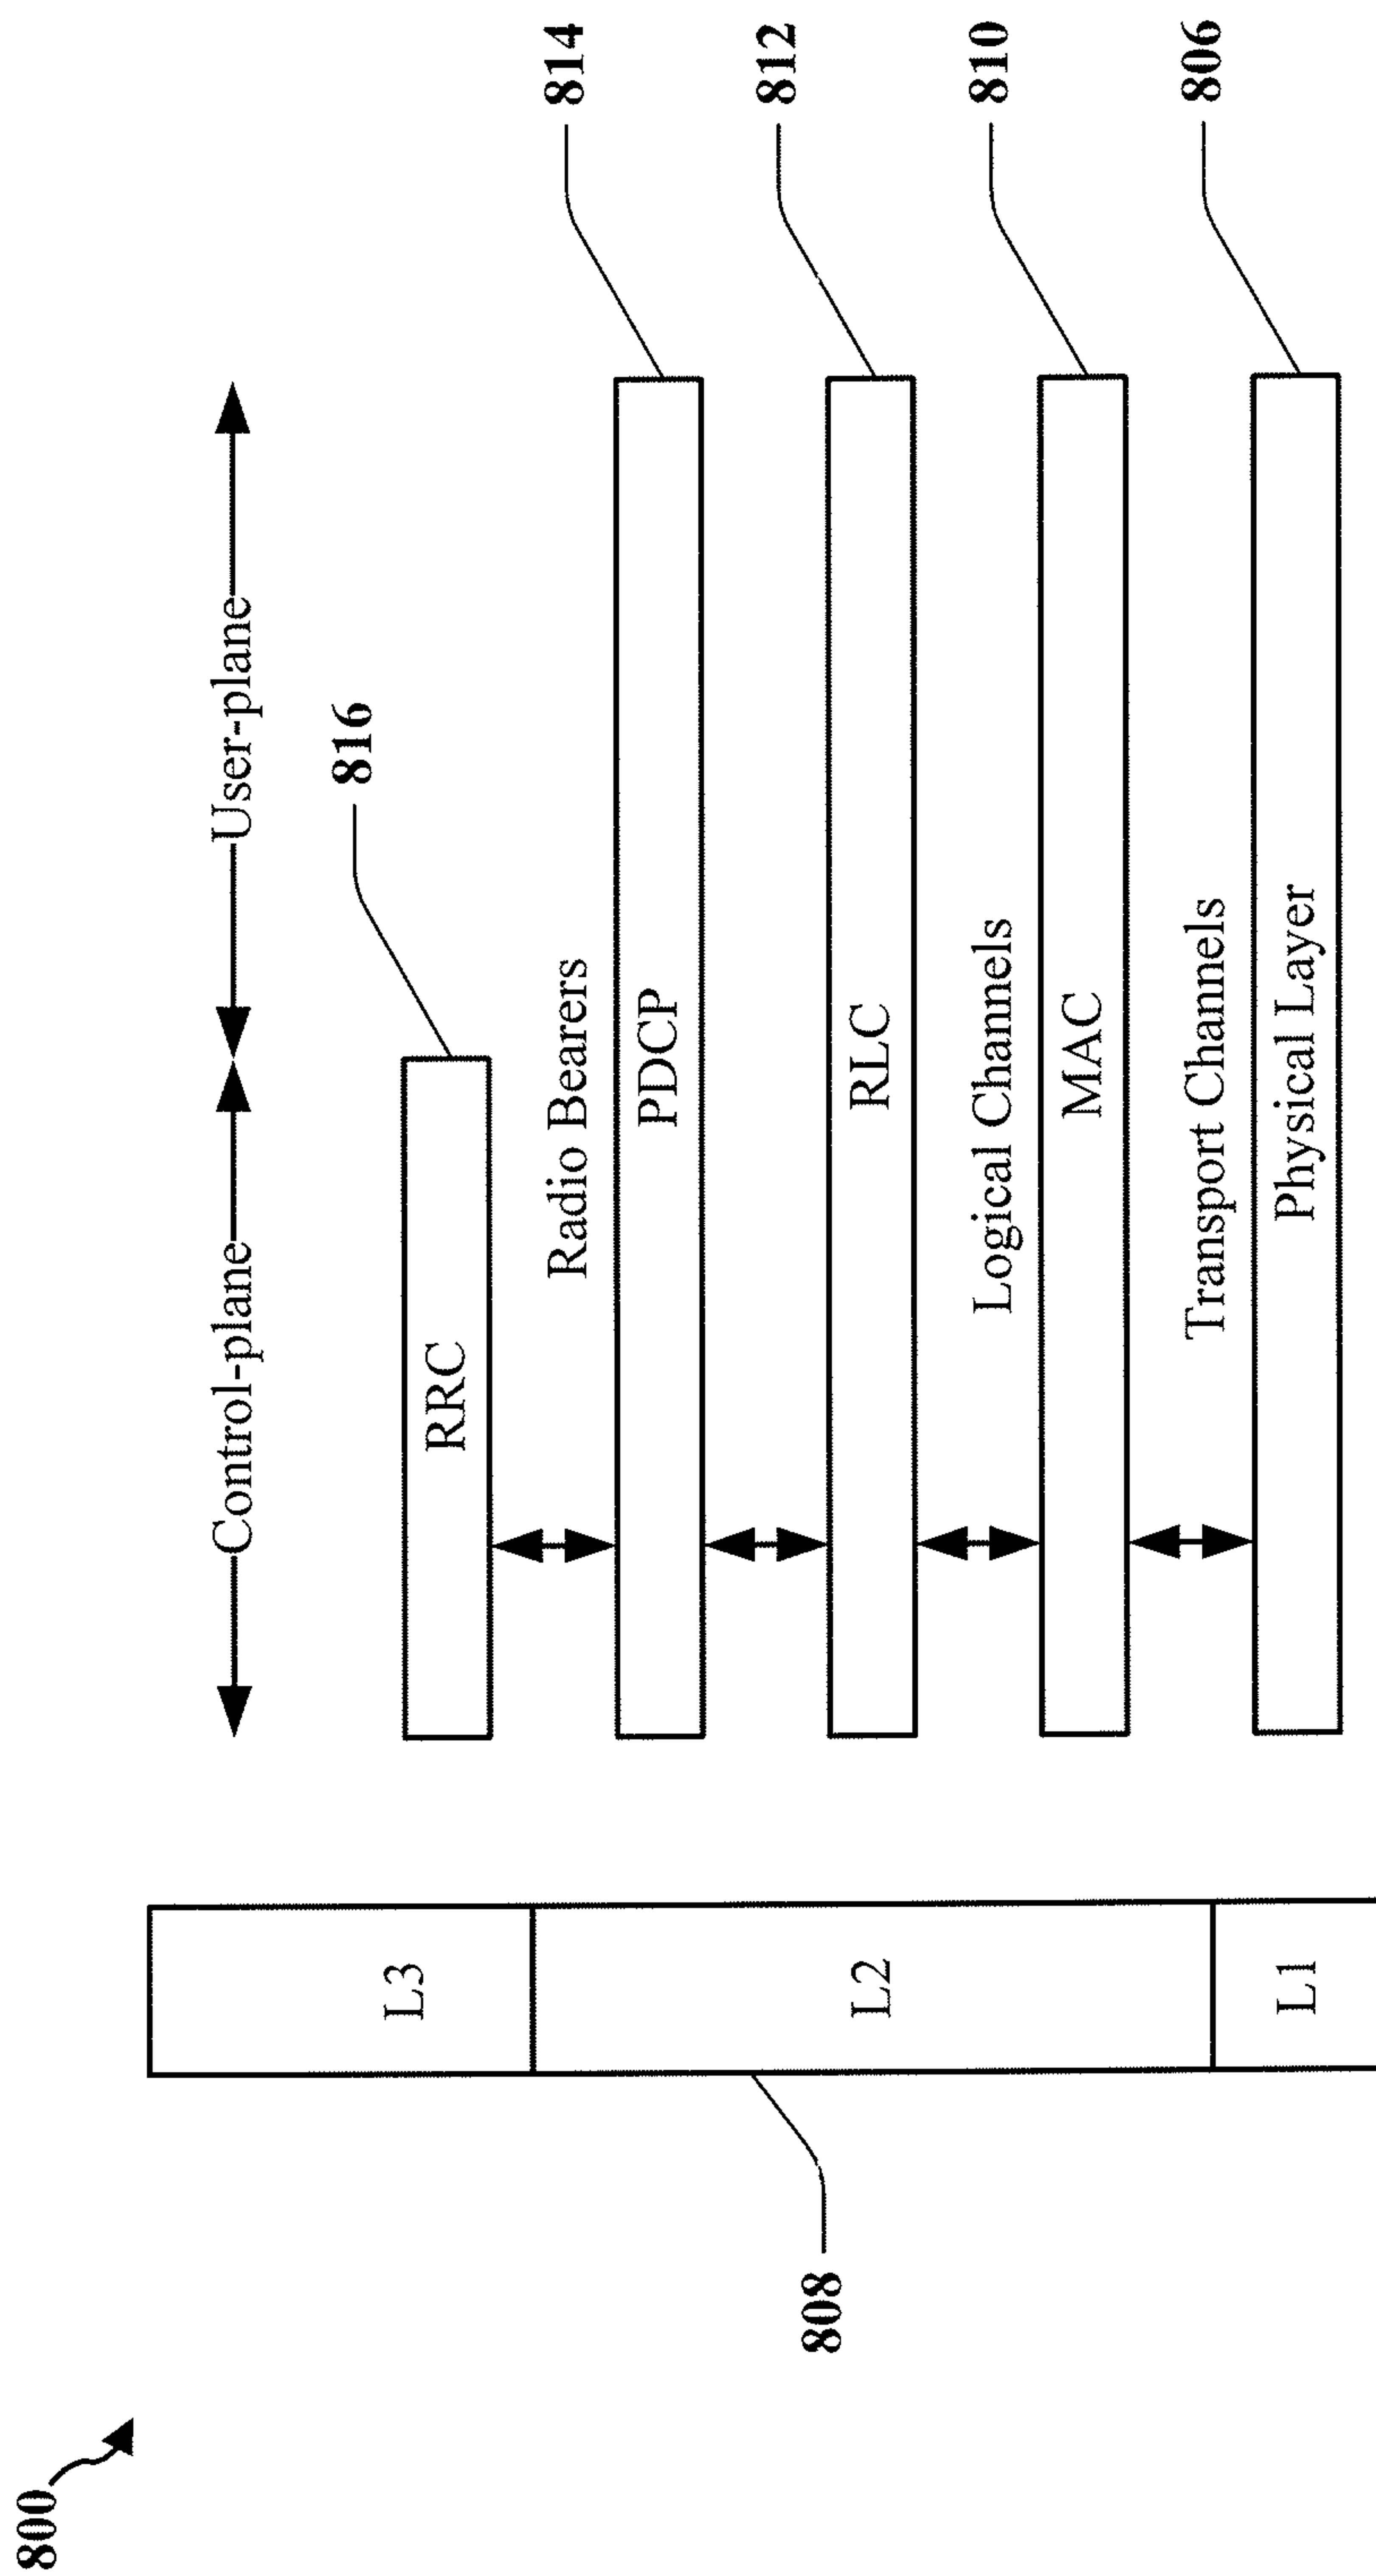 800
Control-plane
User-plane
816
RRC
Radio Bearers
814
PDCP
L3
812
RLC
808
L2
Logical Channels
810
MAC
Transport Channels
806
Physical Layer
L1